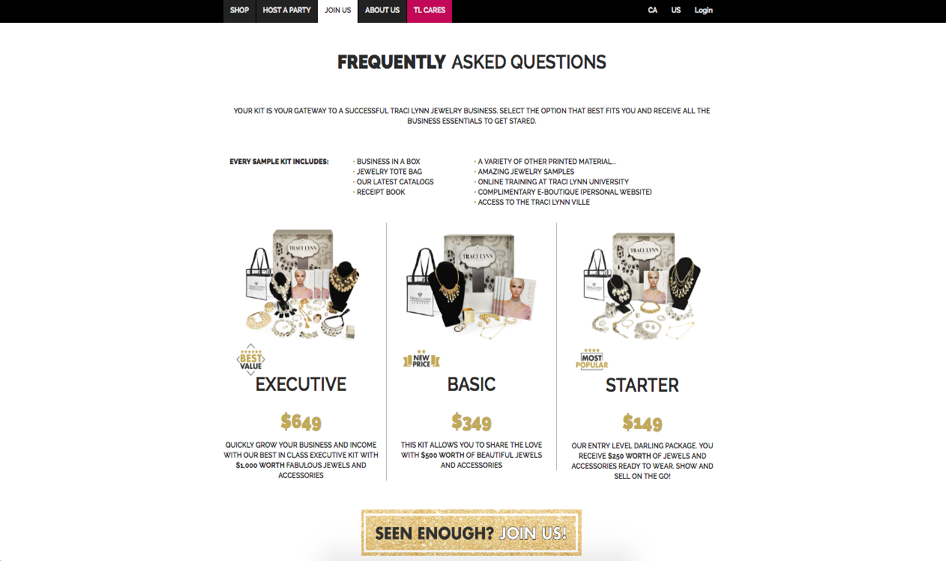 SHOP HOST A PARTY JOIN US ABOUT US TL CARES CA US Login
FREQUENTLY ASKED QUESTIONS
YOUR KIT IS YOUR GATEWAY TO A SUCCESSFUL TRACI LYNN JEWELRY BUSINESS. SELECT THE OPTION THAT BEST FITS YOU AND RECEIVE ALL THE
BUSINESS ESSENTIALS TO GET STARED.
EVERY SAMPLE KIT INCLUDES:
• BUSINESS IN A BOX
• JEWELRY TOTE BAG
• OUR LATEST CATALOGS
• RECEIPT BOOK
• A VARIETY OF OTHER PRINTED MATERIAL...
• AMAZING JEWELRY SAMPLES
• ONLINE TRAINING AT TRACI LYNN UNIVERSITY
• COMPLIMENTARY E-BOUTIQUE (PERSONAL WEBSITE)
• ACCESS TO THE TRACI LYNN VILLE
TRACI LYNN
BEST
VALUE
EXECUTIVE
$649
QUICKLY GROW YOUR BUSINESS AND INCOME
WITH OUR BEST IN CLASS EXECUTIVE KIT WITH
$1,000 WORTH FABULOUS JEWELS AND
ACCESSORIES
TRACI LYNN
NEW
PRICE
BASIC
$349
THIS KIT ALLOWS YOU TO SHARE THE LOVE
WITH $500 WORTH OF BEAUTIFUL JEWELS
AND ACCESSORIES
TRACI LYNN
MOST
POPULAR
STARTER
$149
OUR ENTRY LEVEL DARLING PACKAGE. YOU
RECEIVE $250 WORTH OF JEWELS AND
ACCESSORIES READY TO WEAR, SHOW AND
SELL ON THE GO!
SEEN ENOUGH? JOIN US!